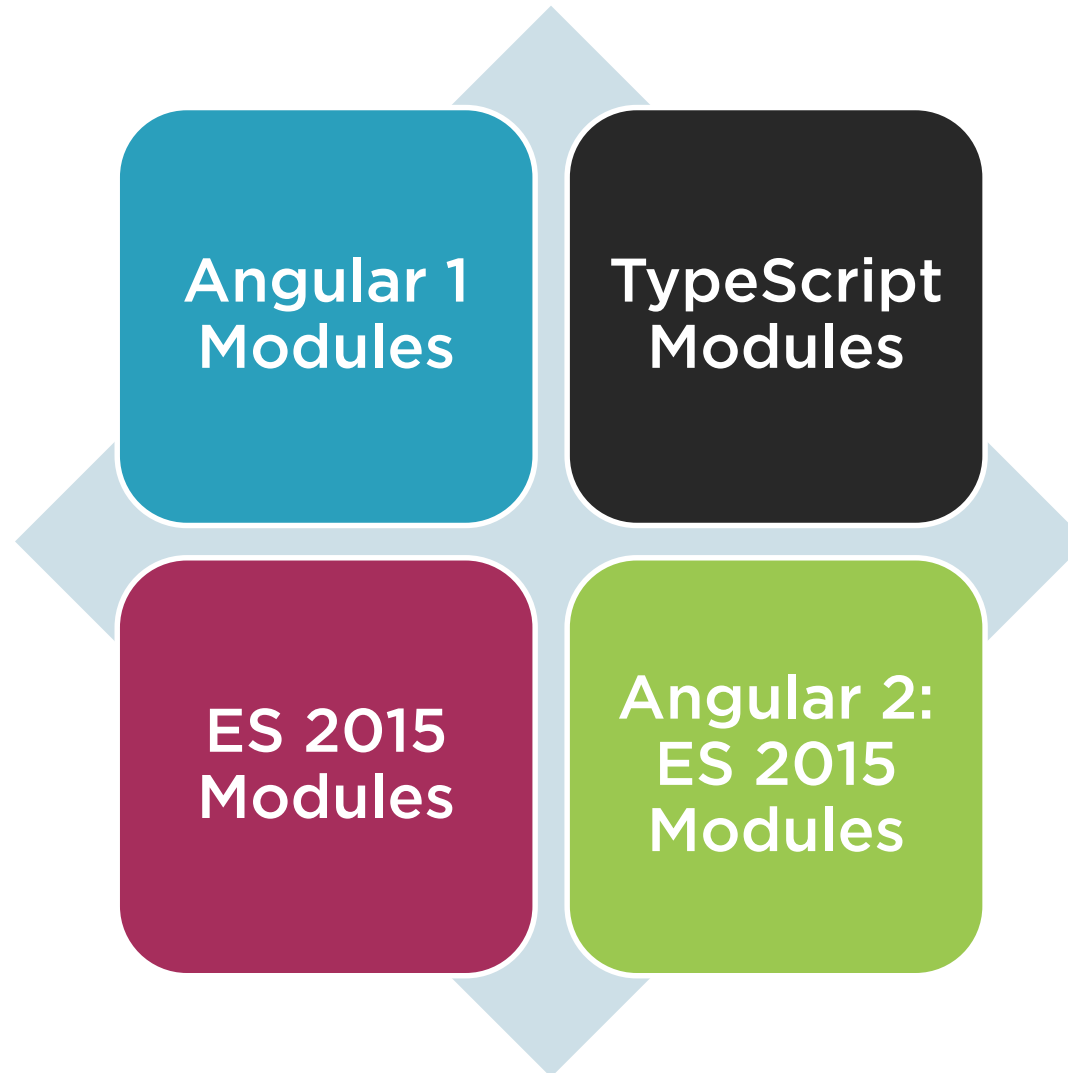 Angular 1
Modules
TypeScript
Modules
ES 2015
Modules
Angular 2:
ES 2015
Modules